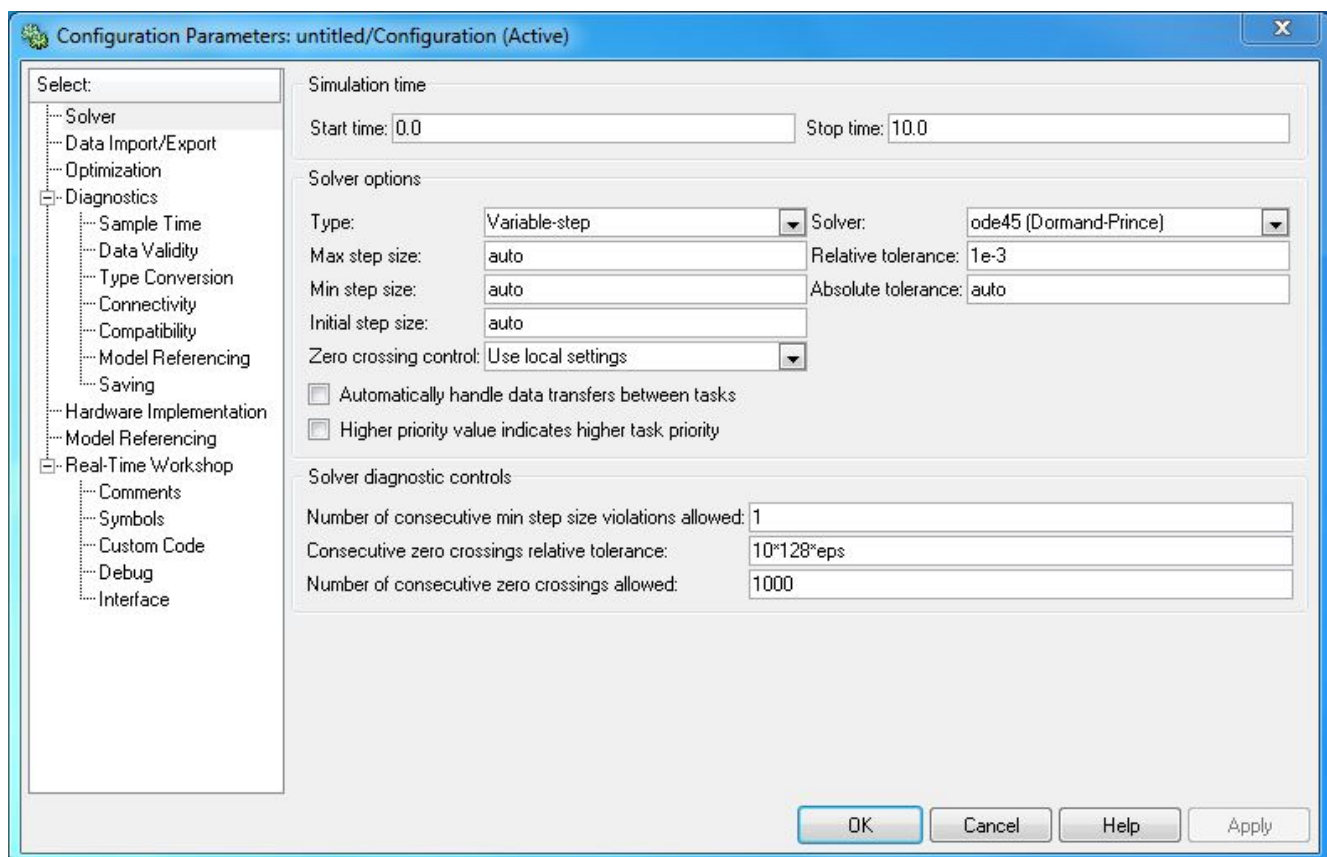 Configuration Parameters: untitled/Configuration (Active)
Select:
Solver
Data Import/Export
Optimization
Diagnostics
Sample Time
Data Validity
Type Conversion
Connectivity
Compatibility
Model Referencing
Saving
Hardware Implementation
Model Referencing
Real-Time Workshop
Comments
Symbols
Custom Code
Debug
Interface
Simulation time
Start time: 0.0 Stop time: 10.0
Solver options
Type: Variable-step Solver: ode45 (Dormand-Prince)
Max step size: auto Relative tolerance: 1e-3
Min step size: auto Absolute tolerance: auto
Initial step size: auto
Zero crossing control: Use local settings
Automatically handle data transfers between tasks
Higher priority value indicates higher task priority
Solver diagnostic controls
Number of consecutive min step size violations allowed: 1
Consecutive zero crossings relative tolerance: 10*128*eps
Number of consecutive zero crossings allowed: 1000
OK Cancel Help Apply